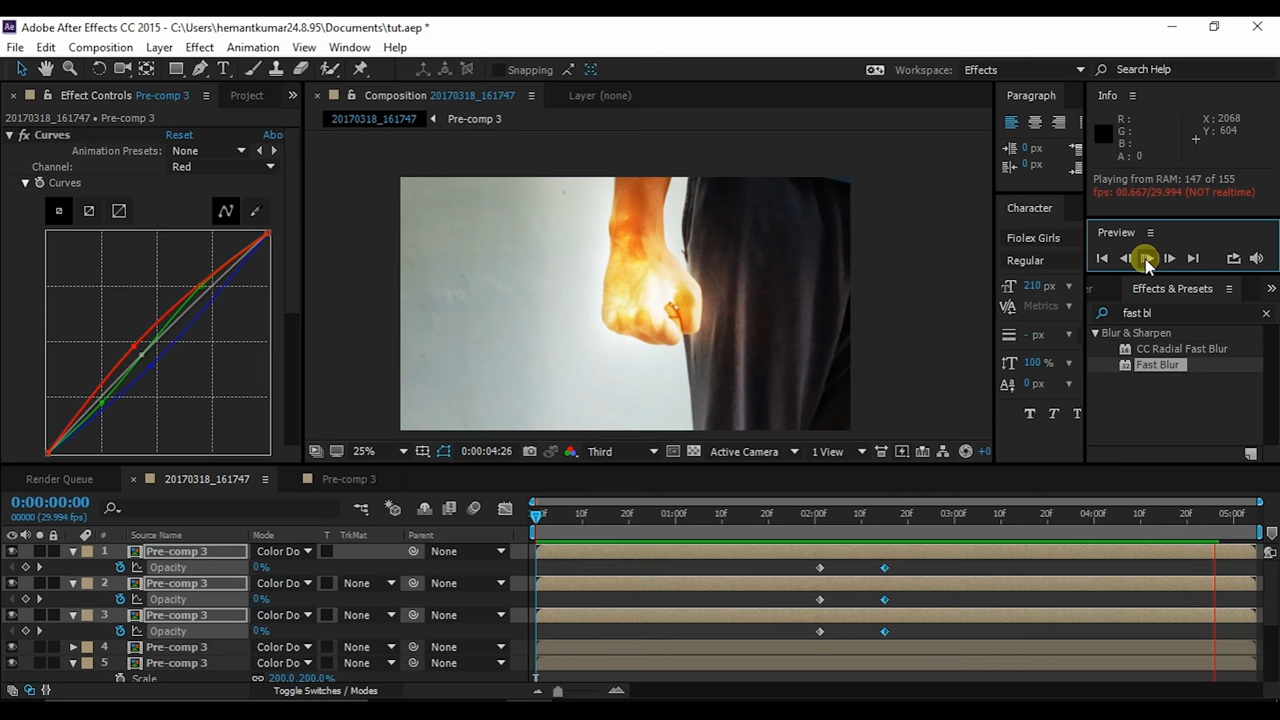 Ae Adobe After Effects CC 2015 - C:\Users\hemantkumar24.8.95\Documents\tut.aep *
File Edit Composition Layer Effect Animation View Window Help
Snapping Workspace: Effects Search Help
Effect Controls Pre-comp 3 Project
20170318_161747 • Pre-comp 3
fx Curves Reset Abo
Animation Presets: None
Channel: Red
Curves
Composition 20170318_161747 Layer (none)
20170318_161747 Pre-comp 3
25% 0:00:04:26 Third Active Camera 1 View +0
Paragraph
0 px
0 px
Character
Fiolex Girls
Regular
210 px
Metrics
- px
100 %
0 px
T T T
Info
R : X : 2068
G : Y : 604
B :
A : 0
Playing from RAM: 147 of 155
fps: 00.667/29.994 (NOT realtime)
Preview
Effects & Presets
fast bl
Blur & Sharpen
CC Radial Fast Blur
Fast Blur
Render Queue 20170318_161747 Pre-comp 3
0:00:00:00
00000 (29.994 fps)
10f 20f 01:00f 10f 20f 02:00f 10f 20f 03:00f 10f 20f 04:00f 10f 20f 05:00f
# Source Name Mode T TrkMat Parent
1 Pre-comp 3 Color Do None
Opacity 0%
2 Pre-comp 3 Color Do None None
Opacity 0%
3 Pre-comp 3 Color Do None None
Opacity 0%
4 Pre-comp 3 Color Do None None
5 Pre-comp 3 Color Do None None
Scale 200.0,200.0%
Toggle Switches / Modes